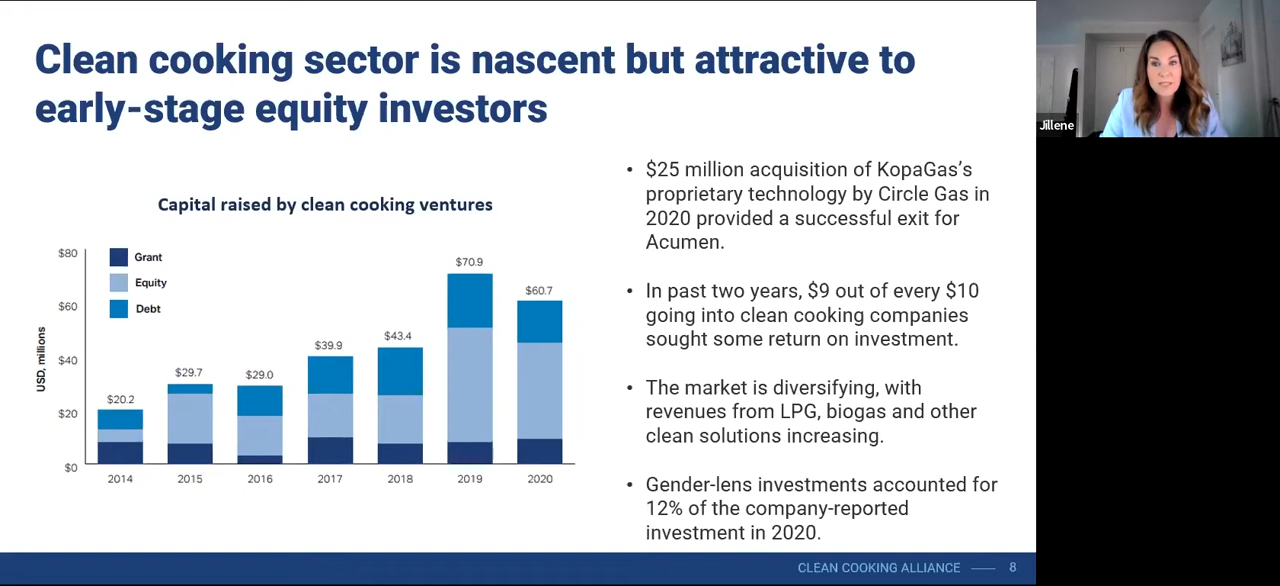 Clean cooking sector is nascent but attractive to
early-stage equity investors
Capital raised by clean cooking ventures
USD, millions
$80
$60
$40
$20
$0
Grant
Equity
Debt
$20.2
$29.7
$29.0
$39.9
$43.4
$70.9
$60.7
2014
2015
2016
2017
2018
2019
2020
• $25 million acquisition of KopaGas’s
proprietary technology by Circle Gas in
2020 provided a successful exit for
Acumen.
• In past two years, $9 out of every $10
going into clean cooking companies
sought some return on investment.
• The market is diversifying, with
revenues from LPG, biogas and other
clean solutions increasing.
• Gender-lens investments accounted for
12% of the company-reported
investment in 2020.
CLEAN COOKING ALLIANCE
8
Jillene